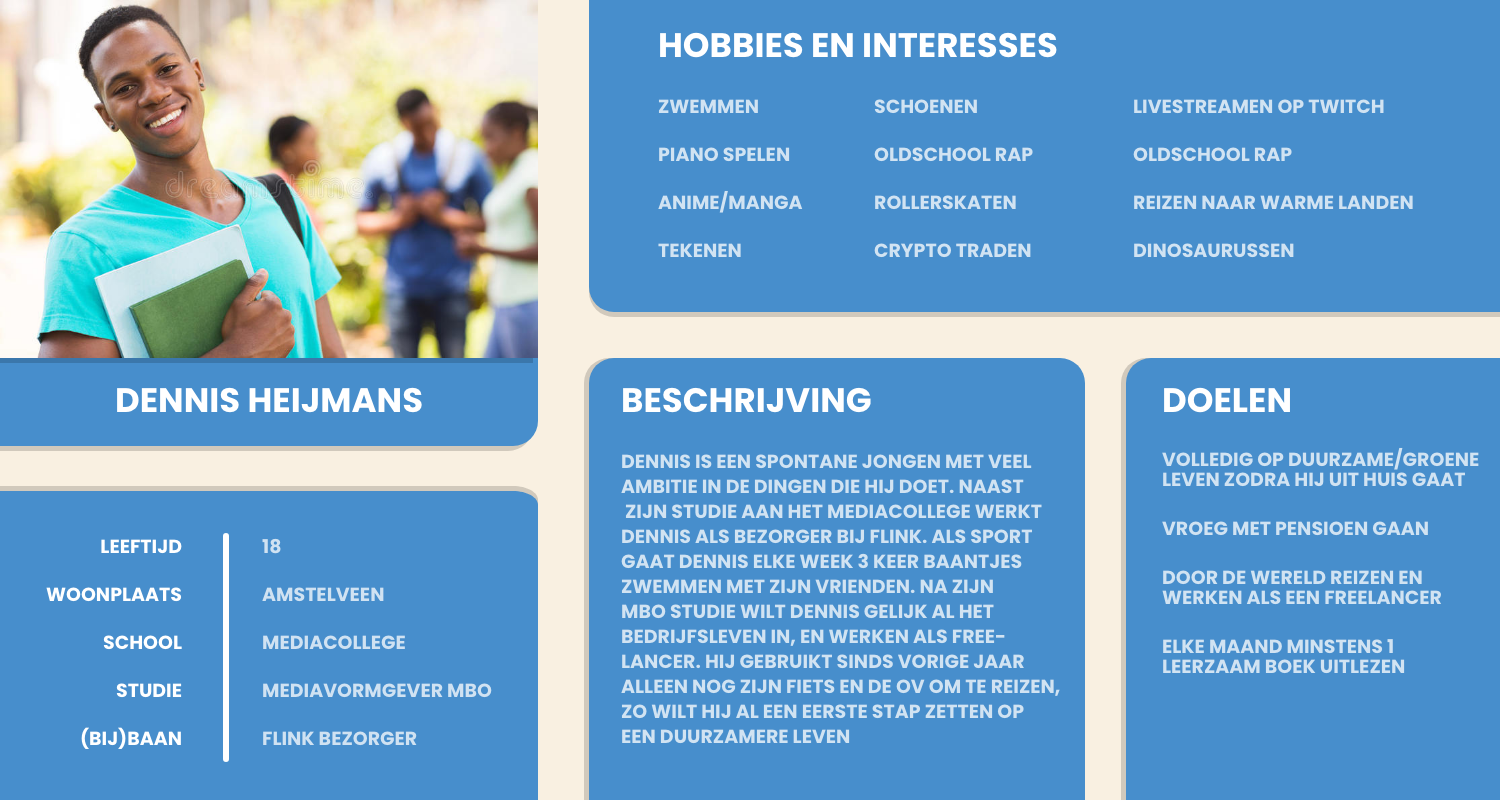 dreamstime
DENNIS HEIJMANS
LEEFTIJD 18
WOONPLAATS AMSTELVEEN
SCHOOL MEDIACOLLEGE
STUDIE MEDIAVORMGEVER MBO
(BIJ)BAAN FLINK BEZORGER
HOBBIES EN INTERESSES
ZWEMMEN SCHOENEN LIVESTREAMEN OP TWITCH
PIANO SPELEN OLDSCHOOL RAP OLDSCHOOL RAP
ANIME/MANGA ROLLERSKATEN REIZEN NAAR WARME LANDEN
TEKENEN CRYPTO TRADEN DINOSAURUSSEN
BESCHRIJVING
DENNIS IS EEN SPONTANE JONGEN MET VEEL
AMBITIE IN DE DINGEN DIE HIJ DOET. NAAST
ZIJN STUDIE AAN HET MEDIACOLLEGE WERKT
DENNIS ALS BEZORGER BIJ FLINK. ALS SPORT
GAAT DENNIS ELKE WEEK 3 KEER BAANTJES
ZWEMMEN MET ZIJN VRIENDEN. NA ZIJN
MBO STUDIE WILT DENNIS GELIJK AL HET
BEDRIJFSLEVEN IN, EN WERKEN ALS FREE-
LANCER. HIJ GEBRUIKT SINDS VORIGE JAAR
ALLEEN NOG ZIJN FIETS EN DE OV OM TE REIZEN,
ZO WILT HIJ AL EEN EERSTE STAP ZETTEN OP
EEN DUURZAMERE LEVEN
DOELEN
VOLLEDIG OP DUURZAME/GROENE
LEVEN ZODRA HIJ UIT HUIS GAAT
VROEG MET PENSIOEN GAAN
DOOR DE WERELD REIZEN EN
WERKEN ALS EEN FREELANCER
ELKE MAAND MINSTENS 1
LEERZAAM BOEK UITLEZEN